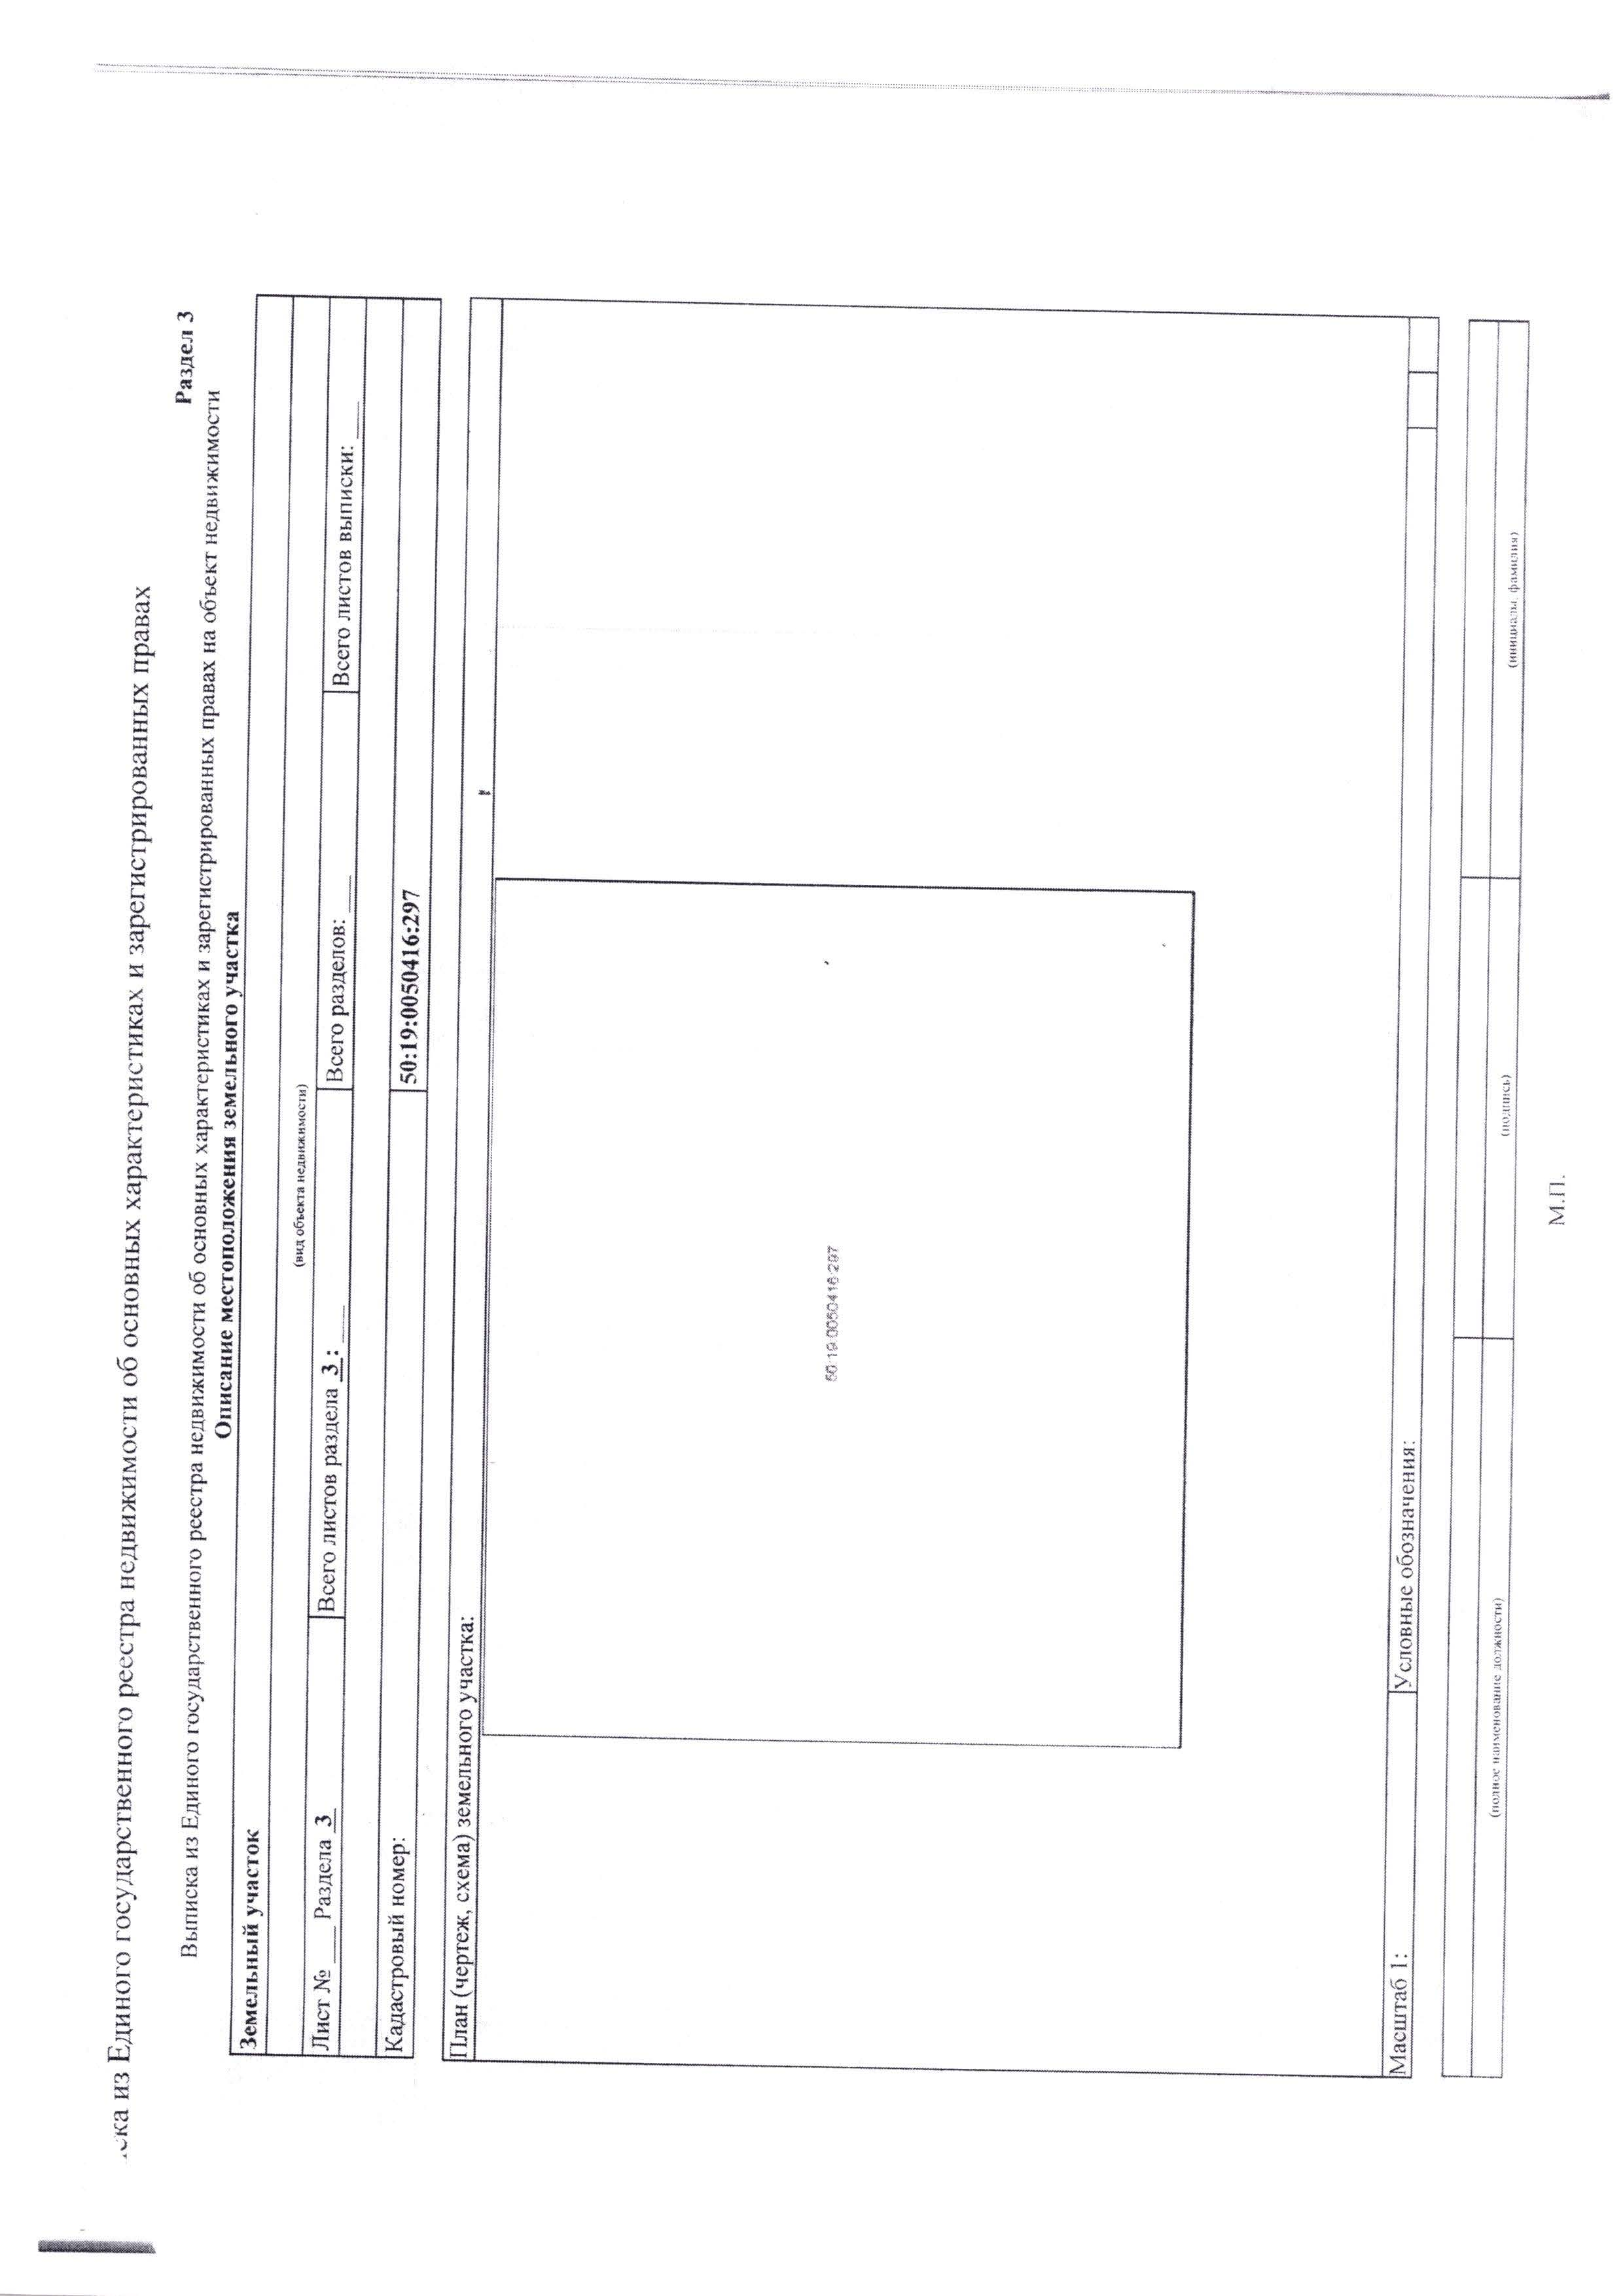 из Единого государственного реестра недвижимости об основных характеристиках и зарегистрированных правах
Раздел 3
Выписка из Единого государственного реестра недвижимости об основных характеристиках и зарегистрированных правах на объект недвижимости
Описание местоположения земельного участка
Земельный участок
(вид объекта недвижимости)
Лист № ___ Раздела 3 Всего листов раздела 3 : ___ Всего разделов: ___ Всего листов выписки: ___
Кадастровый номер: 50:19:0050416:297
План (чертеж, схема) земельного участка:
50:19:0050416:297
Масштаб 1: Условные обозначения:
(полное наименование должности) (подпись) (инициалы, фамилия)
М.П.